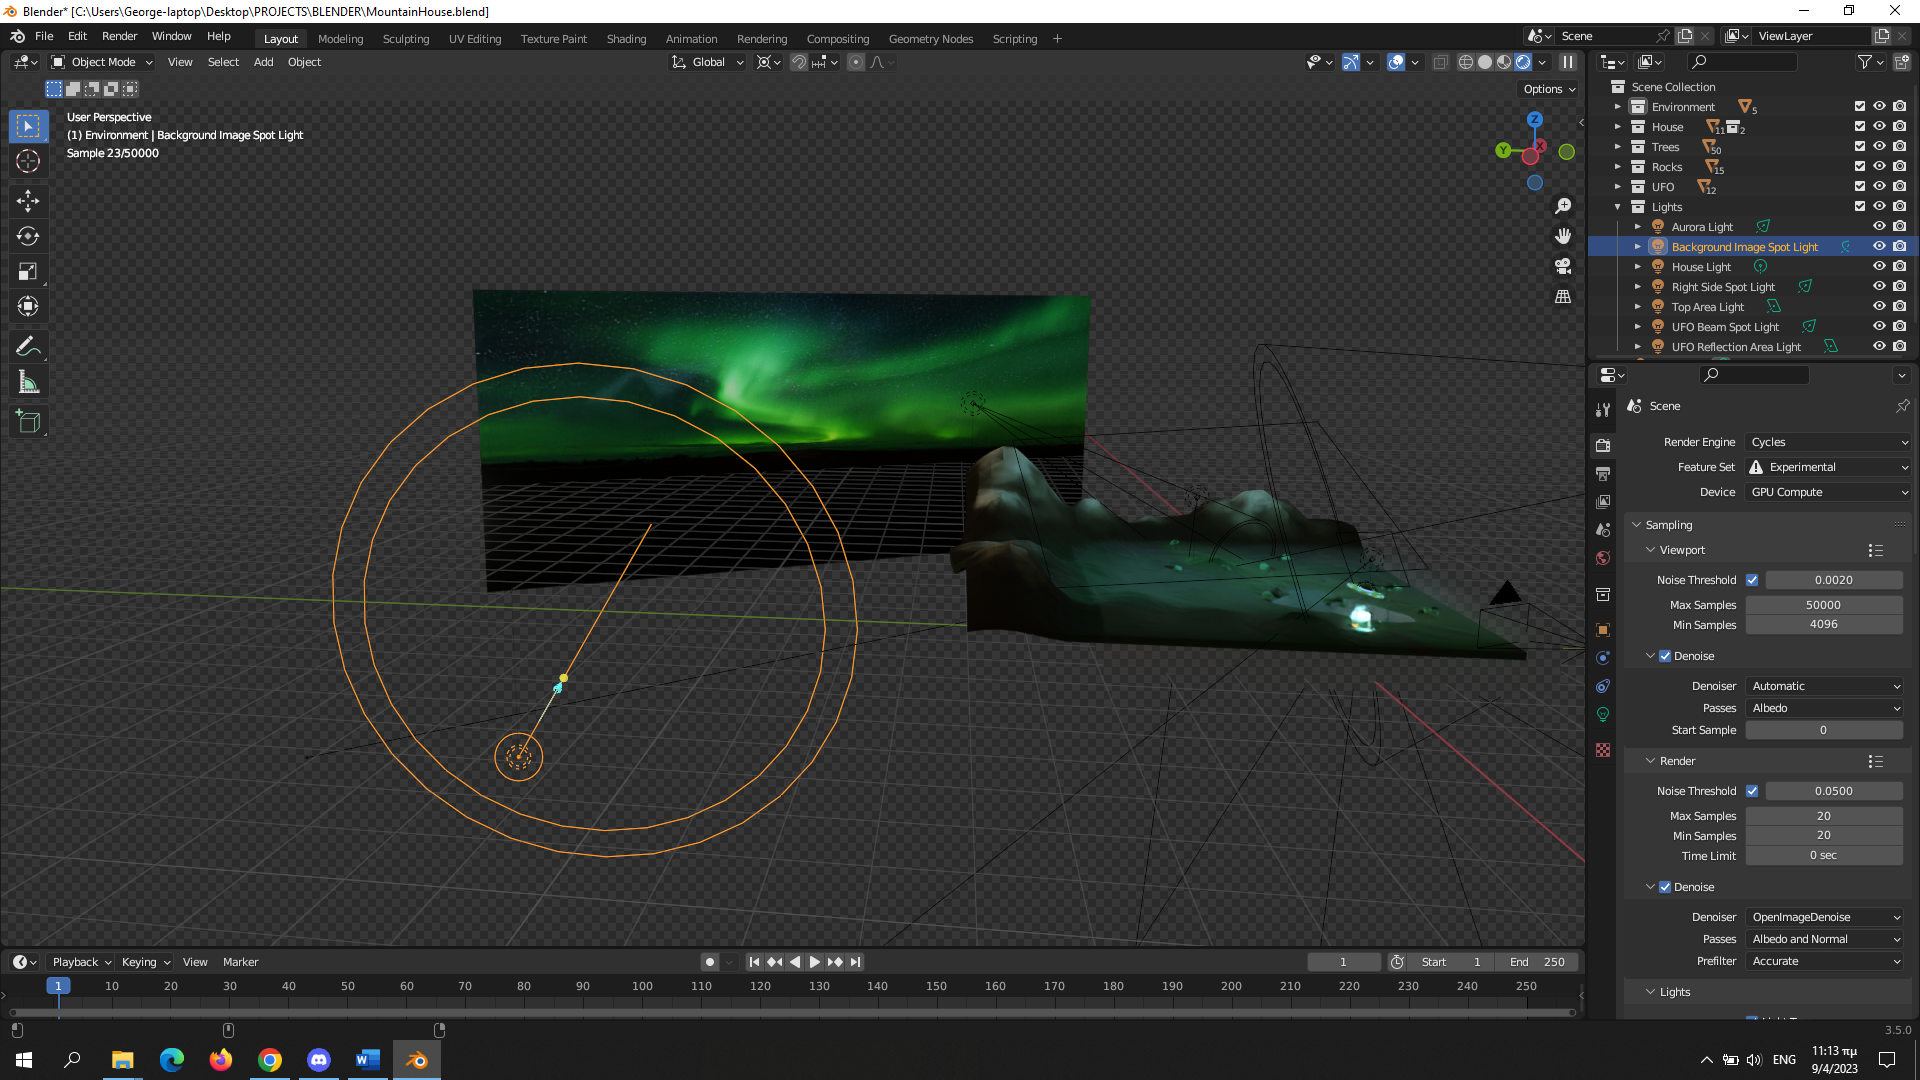 Blender* [C:\Users\George-laptop\Desktop\PROJECTS\BLENDER\MountainHouse.blend]
File Edit Render Window Help Layout Modeling Sculpting UV Editing Texture Paint Shading Animation Rendering Compositing Geometry Nodes Scripting + Scene ViewLayer
Object Mode View Select Add Object Global
Options
User Perspective
(1) Environment | Background Image Spot Light
Sample 23/50000
Z
X
Y
Scene Collection
Environment 5
House 11 2
Trees 50
Rocks 15
UFO 12
Lights
Aurora Light
Background Image Spot Light
House Light
Right Side Spot Light
Top Area Light
UFO Beam Spot Light
UFO Reflection Area Light
Scene
Render Engine Cycles
Feature Set Experimental
Device GPU Compute
Sampling
Viewport
Noise Threshold 0.0020
Max Samples 50000
Min Samples 4096
Denoise
Denoiser Automatic
Passes Albedo
Start Sample 0
Render
Noise Threshold 0.0500
Max Samples 20
Min Samples 20
Time Limit 0 sec
Denoise
Denoiser OpenImageDenoise
Passes Albedo and Normal
Prefilter Accurate
Lights
Playback Keying View Marker 1 Start 1 End 250
1 10 20 30 40 50 60 70 80 90 100 110 120 130 140 150 160 170 180 190 200 210 220 230 240 250
3.5.0
ENG
11:13 πμ
9/4/2023